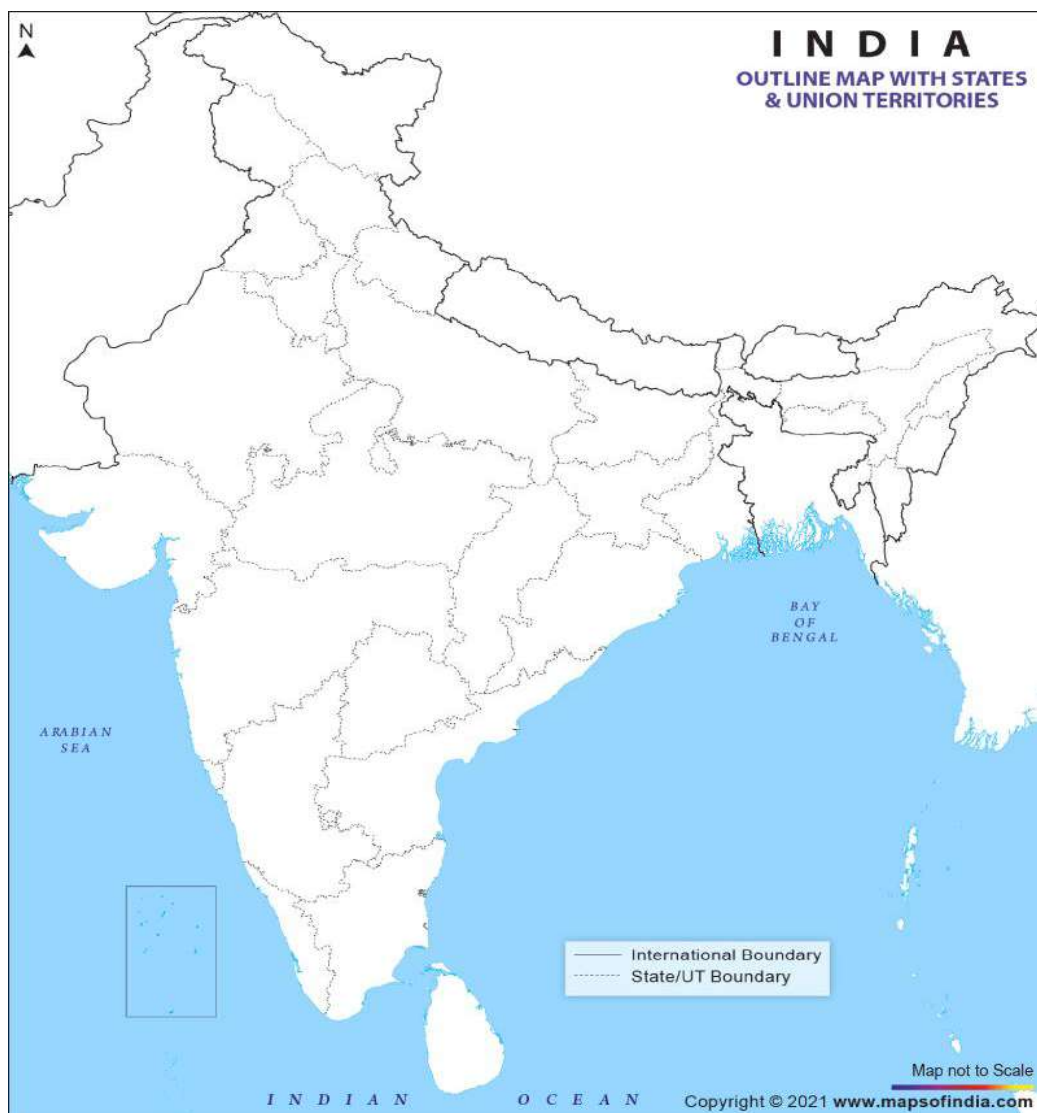 N
INDIA
OUTLINE MAP WITH STATES
& UNION TERRITORIES
BAY
OF
BENGAL
ARABIAN
SEA
International Boundary
State/UT Boundary
Map not to Scale
INDIAN OCEAN
Copyright © 2021 www.mapsofindia.com